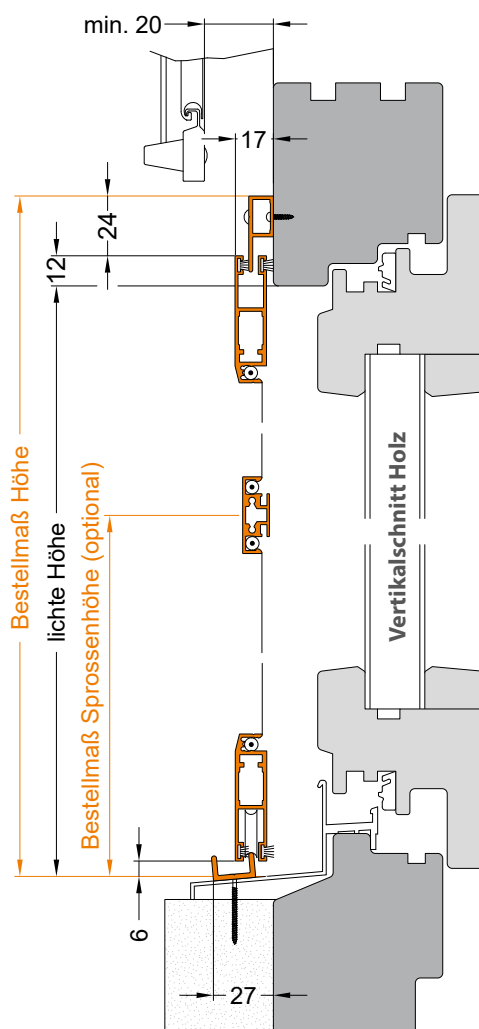 min. 20
17
24
12
Bestellmaß Höhe
lichte Höhe
Bestellmaß Sprossenhöhe (optional)
Vertikalschnitt Holz
6
27